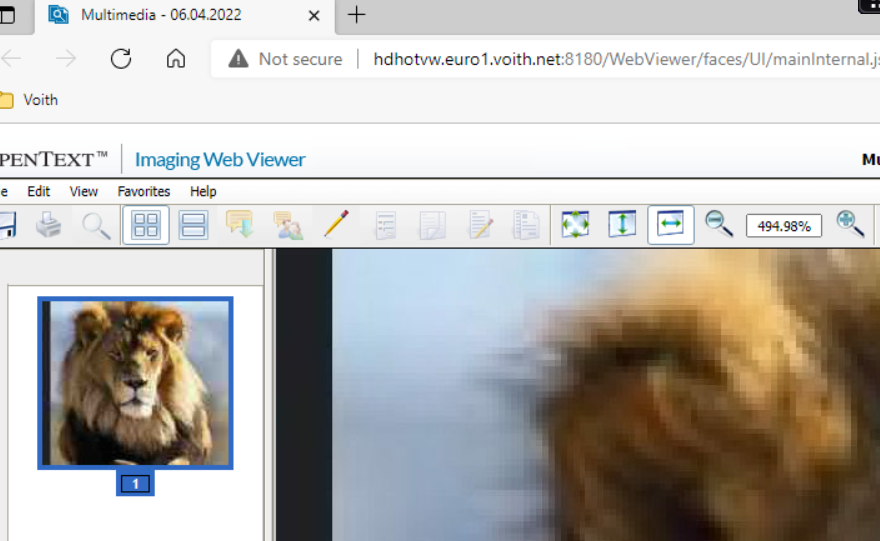 Multimedia - 06.04.2022
Not secure hdhotvw.euro1.voith.net:8180/WebViewer/faces/UI/mainInternal.js
Voith
PENTEXT™ Imaging Web Viewer Mu
e Edit View Favorites Help
494.98%
1